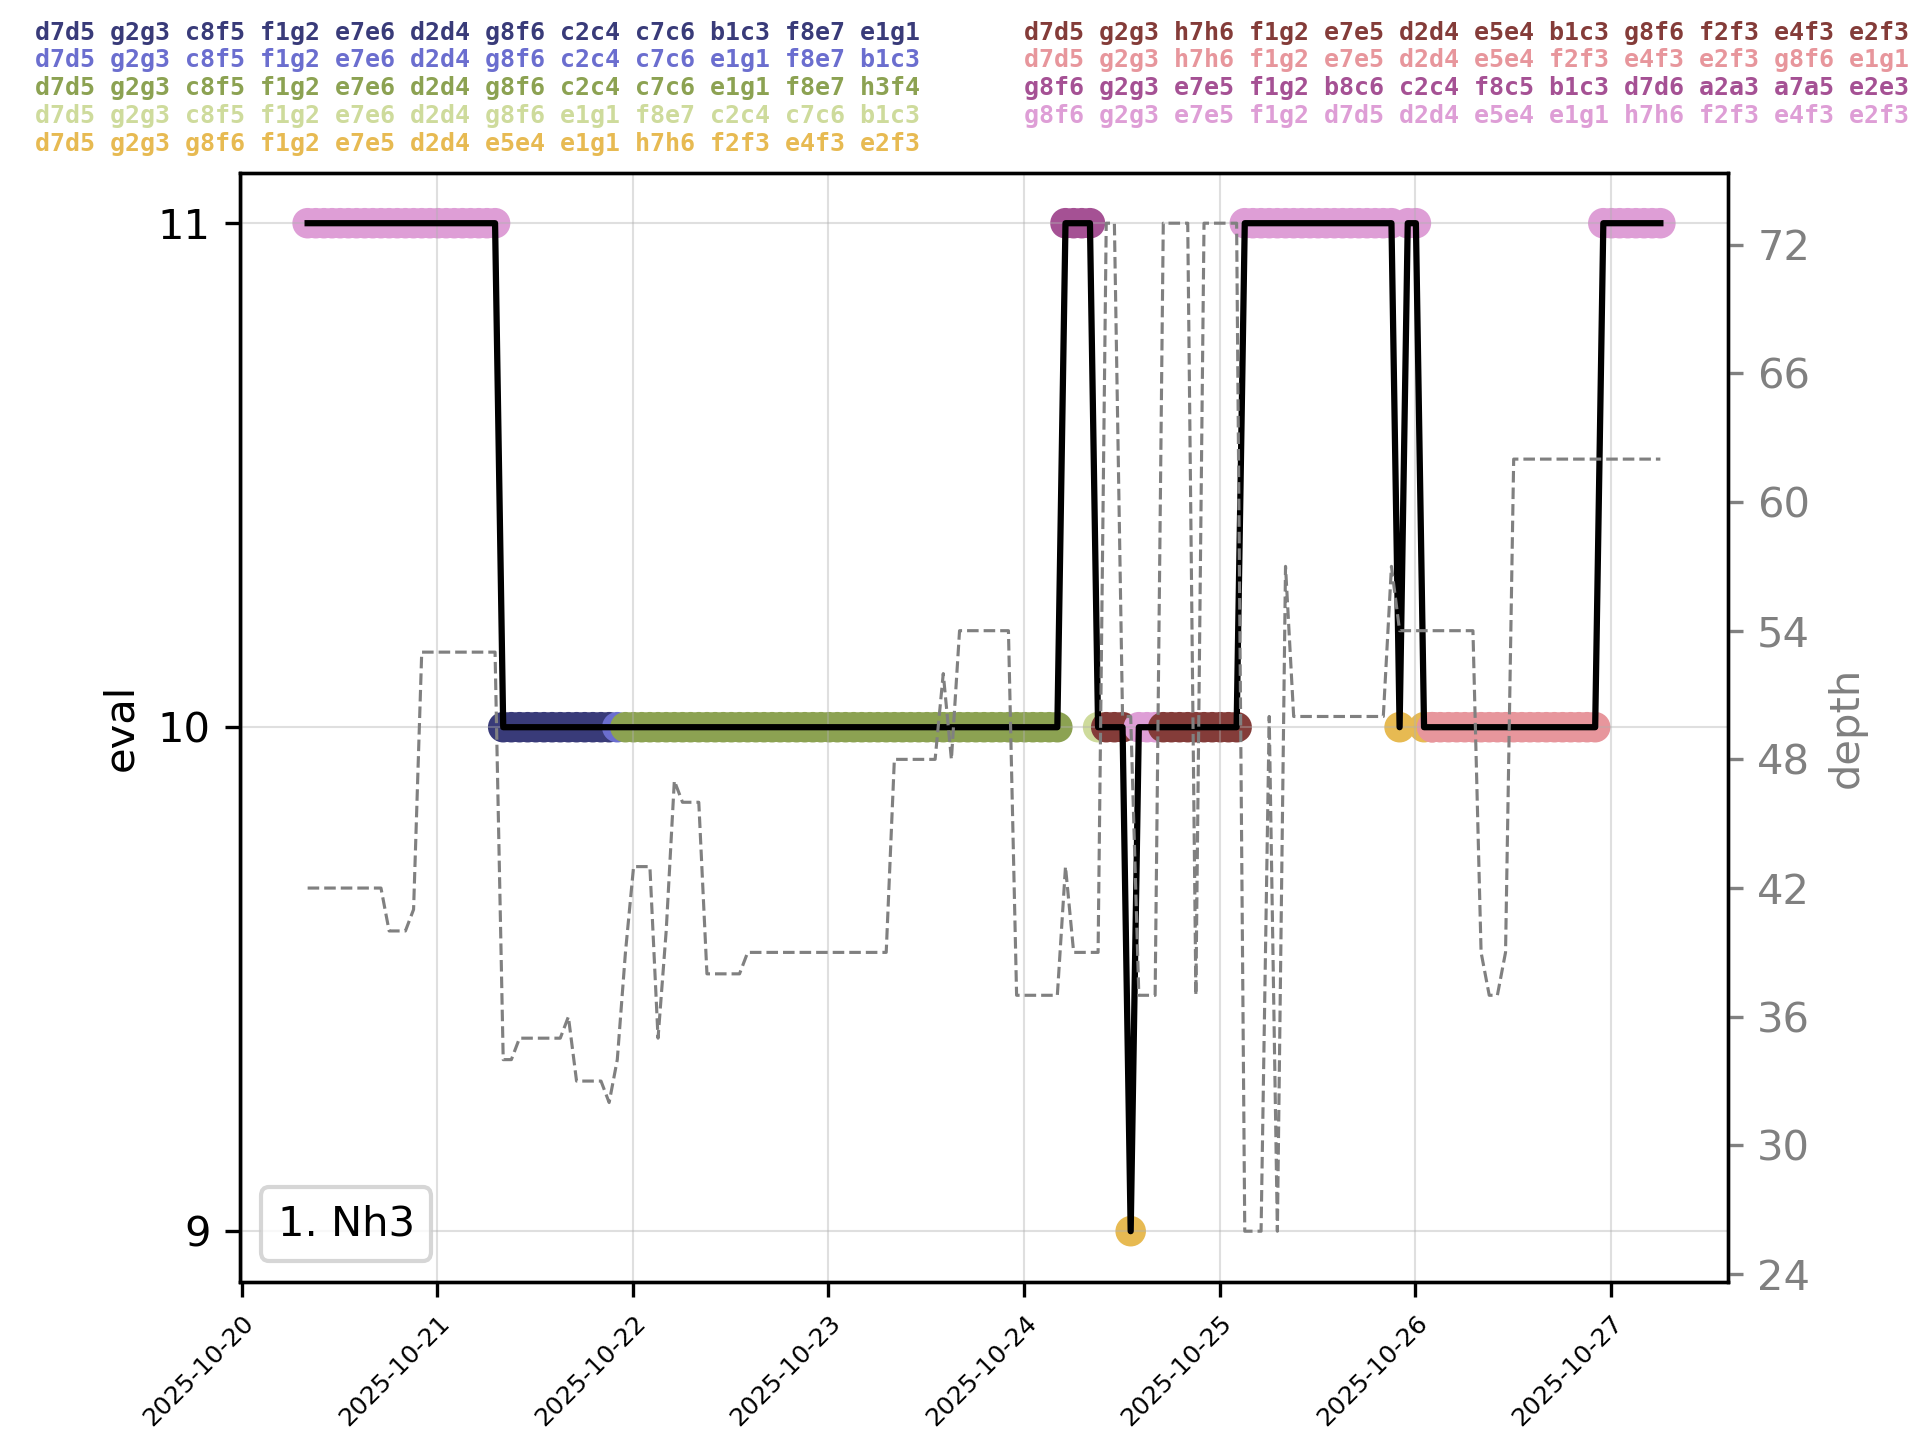 d7d5 g2g3 c8f5 f1g2 e7e6 d2d4 g8f6 c2c4 c7c6 b1c3 f8e7 e1g1
d7d5 g2g3 c8f5 f1g2 e7e6 d2d4 g8f6 c2c4 c7c6 e1g1 f8e7 b1c3
d7d5 g2g3 c8f5 f1g2 e7e6 d2d4 g8f6 c2c4 c7c6 e1g1 f8e7 h3f4
d7d5 g2g3 c8f5 f1g2 e7e6 d2d4 g8f6 e1g1 f8e7 c2c4 c7c6 b1c3
d7d5 g2g3 g8f6 f1g2 e7e5 d2d4 e5e4 e1g1 h7h6 f2f3 e4f3 e2f3
d7d5 g2g3 h7h6 f1g2 e7e5 d2d4 e5e4 b1c3 g8f6 f2f3 e4f3 e2f3
d7d5 g2g3 h7h6 f1g2 e7e5 d2d4 e5e4 f2f3 e4f3 e2f3 g8f6 e1g1
g8f6 g2g3 e7e5 f1g2 b8c6 c2c4 f8c5 b1c3 d7d6 a2a3 a7a5 e2e3
g8f6 g2g3 e7e5 f1g2 d7d5 d2d4 e5e4 e1g1 h7h6 f2f3 e4f3 e2f3
11
10
9
eval
72
66
60
54
48
42
36
30
24
depth
1. Nh3
2025-10-20
2025-10-21
2025-10-22
2025-10-23
2025-10-24
2025-10-25
2025-10-26
2025-10-27